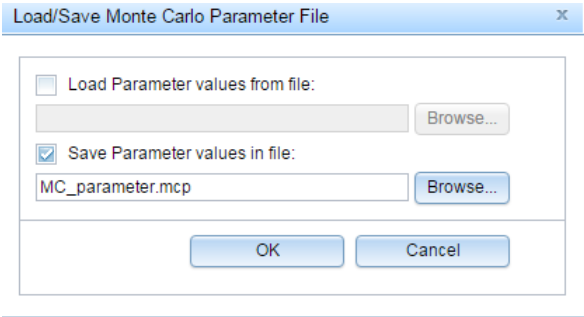 Load/Save Monte Carlo Parameter File x
Load Parameter values from file:
Browse...
Save Parameter values in file:
MC_parameter.mcp Browse...
OK Cancel